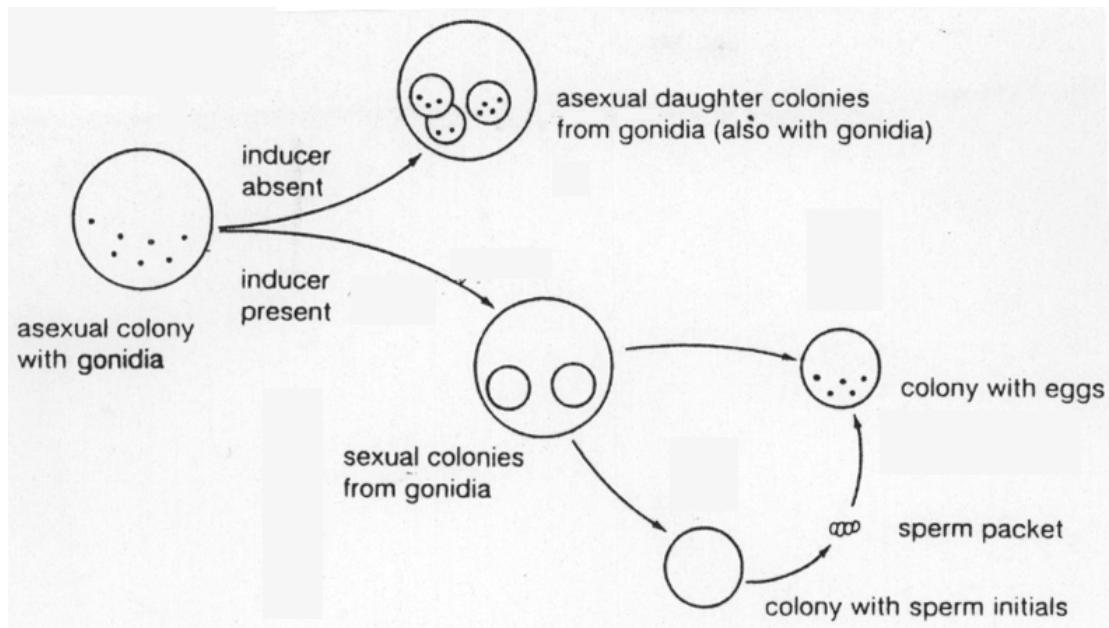 asexual daughter colonies
from gonidia (also with gonidia)
inducer
absent
inducer
present
asexual colony
with gonidia
colony with eggs
sexual colonies
from gonidia
sperm packet
colony with sperm initials